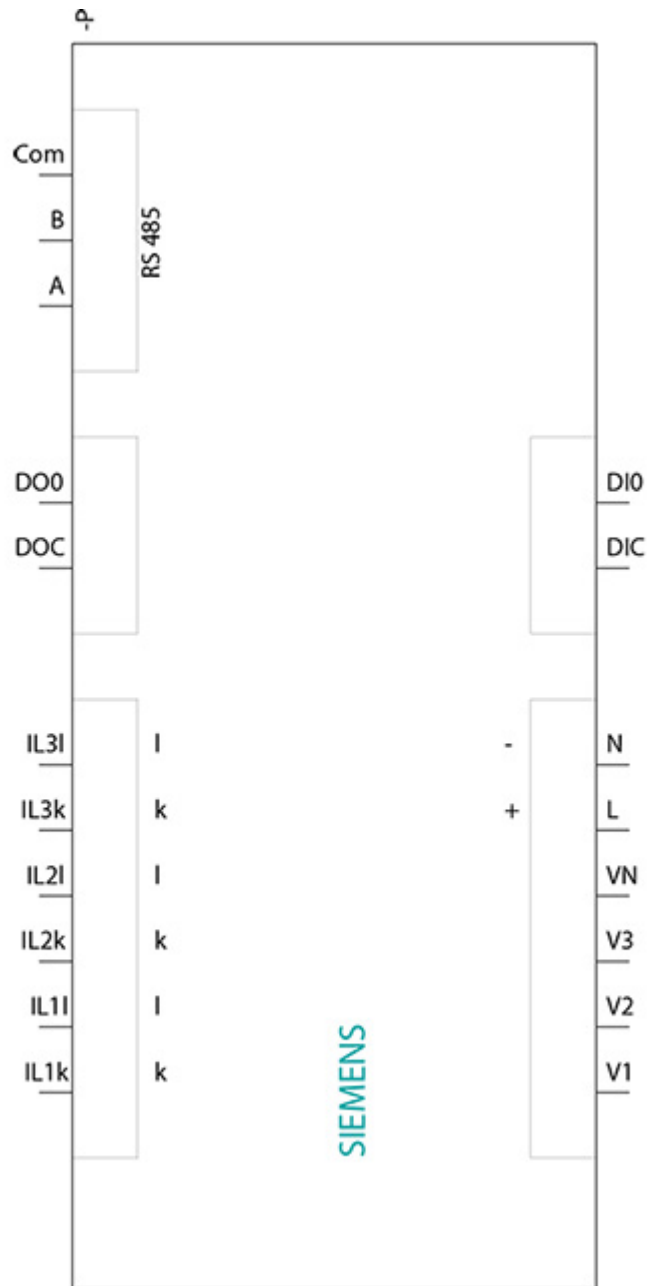 -P
Com
B
RS 485
A
DO0
DI0
DOC
DIC
IL3l
l
-
N
IL3k
k
+
L
IL2l
l
VN
IL2k
k
V3
IL1l
l
V2
IL1k
k
V1
SIEMENS